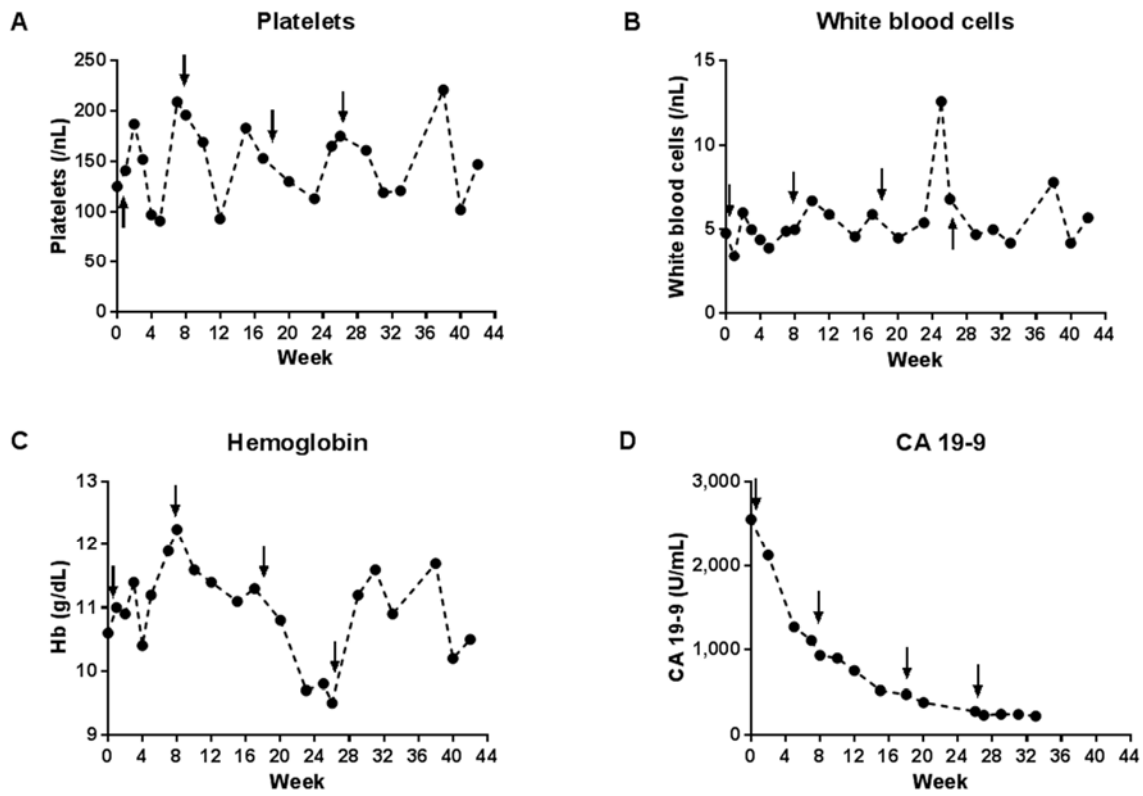 A
Platelets
Platelets (/nL)
250
200
150
100
50
0
0 4 8 12 16 20 24 28 32 36 40 44
Week
B
White blood cells
White blood cells (/nL)
15
10
5
0
0 4 8 12 16 20 24 28 32 36 40 44
Week
C
Hemoglobin
Hb (g/dL)
13
12
11
10
9
0 4 8 12 16 20 24 28 32 36 40 44
Week
D
CA 19-9
CA 19-9 (U/mL)
3,000
2,000
1,000
0
0 4 8 12 16 20 24 28 32 36 40 44
Week